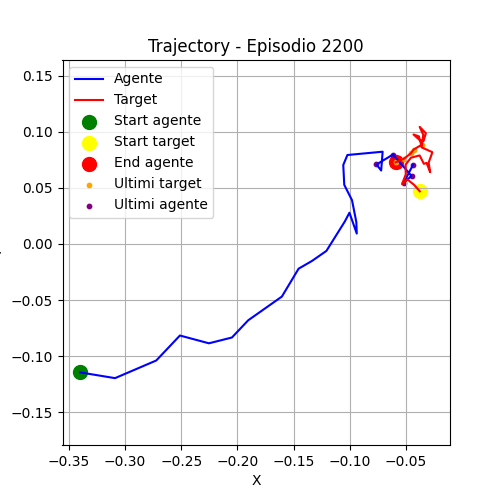 Trajectory - Episodio 2200
Agente
Target
Start agente
Start target
End agente
Ultimi target
Ultimi agente
0.15
0.10
0.05
0.00
−0.05
−0.10
−0.15
−0.35 −0.30 −0.25 −0.20 −0.15 −0.10 −0.05
X